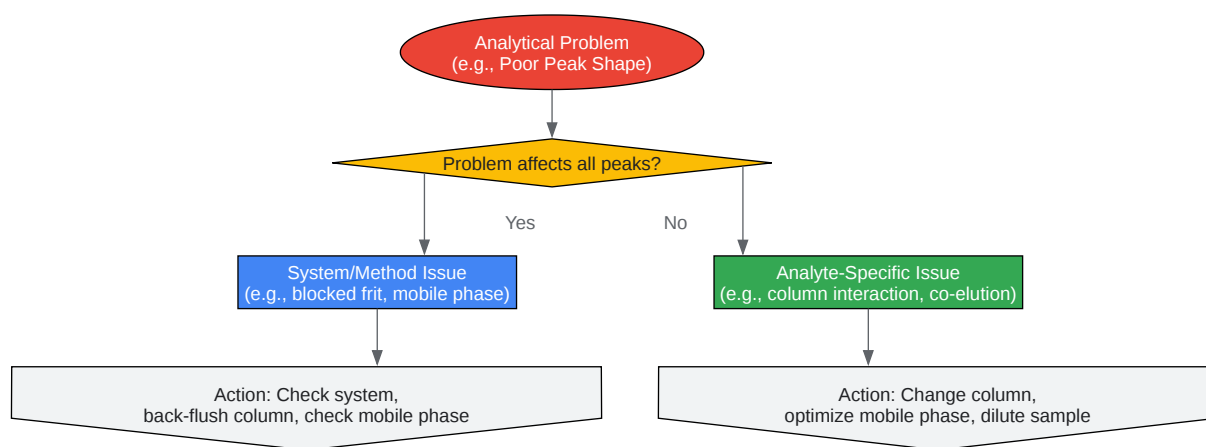 Analytical Problem
(e.g., Poor Peak Shape)
Problem affects all peaks?
Yes
No
System/Method Issue
(e.g., blocked frit, mobile phase)
Analyte-Specific Issue
(e.g., column interaction, co-elution)
Action: Check system,
back-flush column, check mobile phase
Action: Change column,
optimize mobile phase, dilute sample